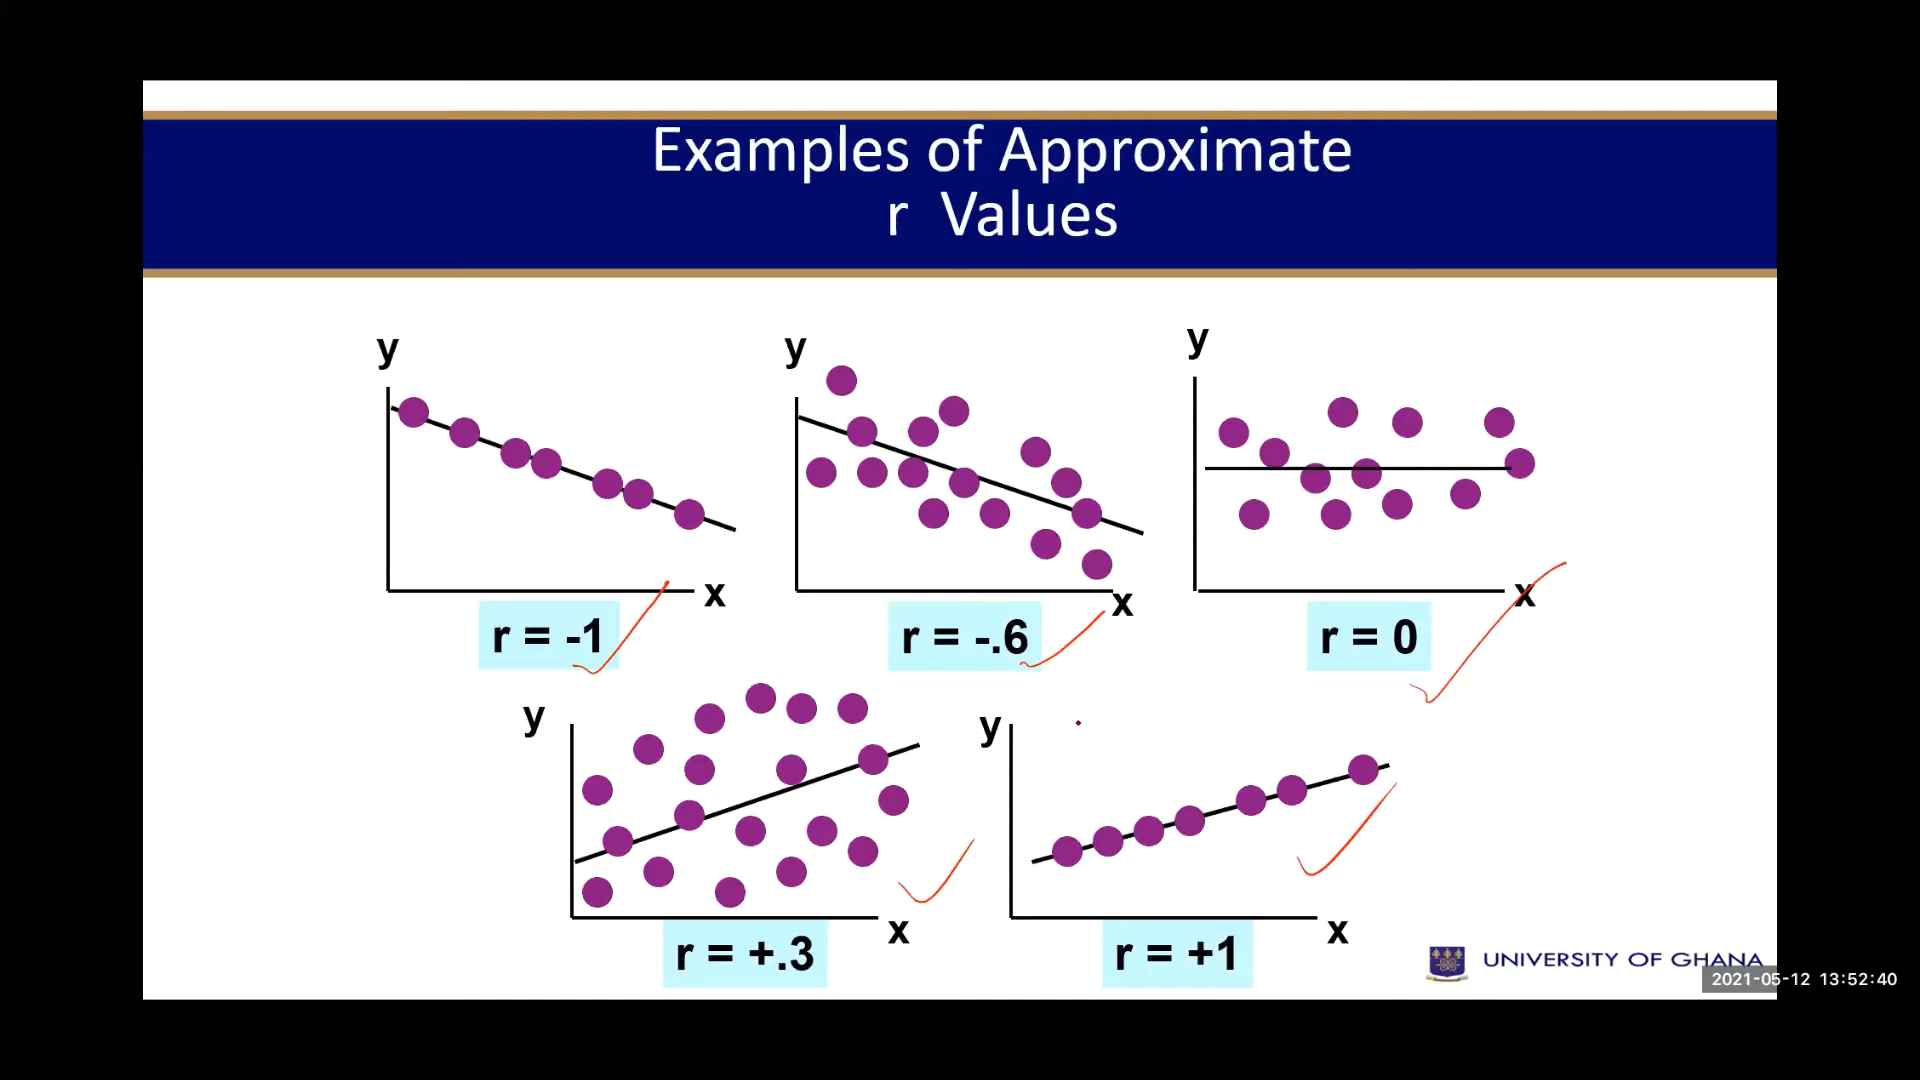 Examples of Approximate
r Values
y
y
y
x
x
x
r = -1
r = -.6
r = 0
y
y
x
x
r = +.3
r = +1
UNIVERSITY OF GHANA
2021-05-12 13:52:40